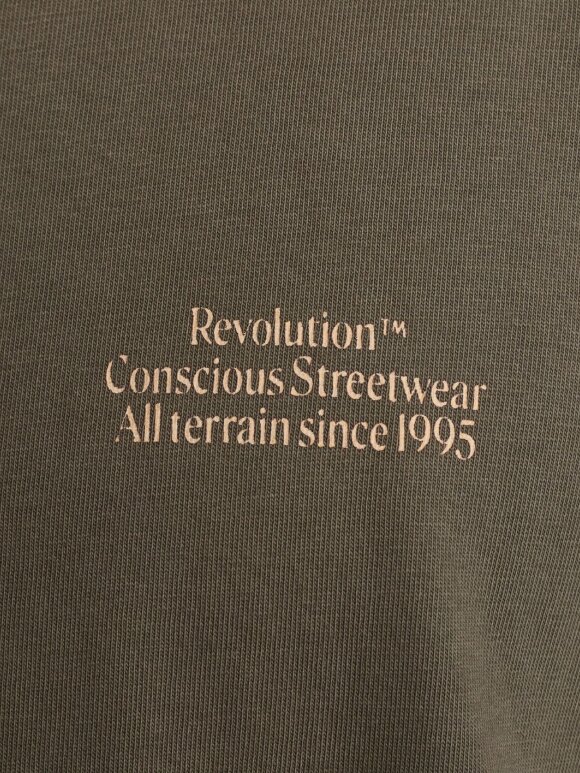 Revolution™
Conscious Streetwear
All terrain since 1995